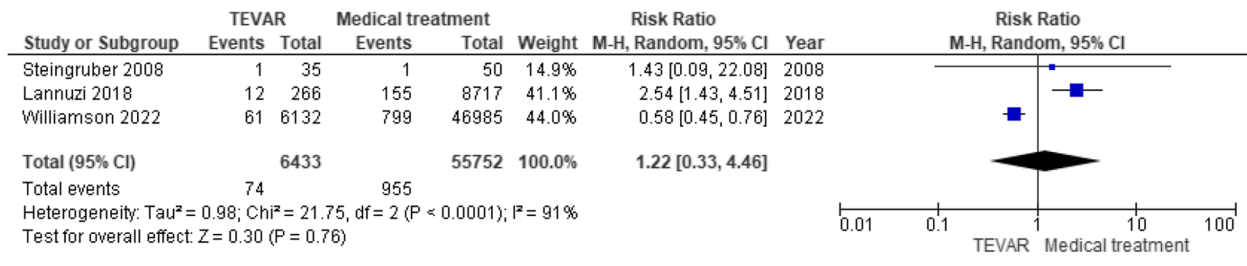 TEVAR Medical treatment Risk Ratio Risk Ratio
Study or Subgroup Events Total Events Total Weight M-H, Random, 95% CI Year M-H, Random, 95% CI
Steingruber 2008 1 35 1 50 14.9% 1.43 [0.09, 22.08] 2008
Lannuzi 2018 12 266 155 8717 41.1% 2.54 [1.43, 4.51] 2018
Williamson 2022 61 6132 799 46985 44.0% 0.58 [0.45, 0.76] 2022
Total (95% CI) 6433 55752 100.0% 1.22 [0.33, 4.46]
Total events 74 955
Heterogeneity: Tau² = 0.98; Chi² = 21.75, df = 2 (P < 0.0001); I² = 91%
Test for overall effect: Z = 0.30 (P = 0.76)
0.01 0.1 1 10 100
TEVAR Medical treatment